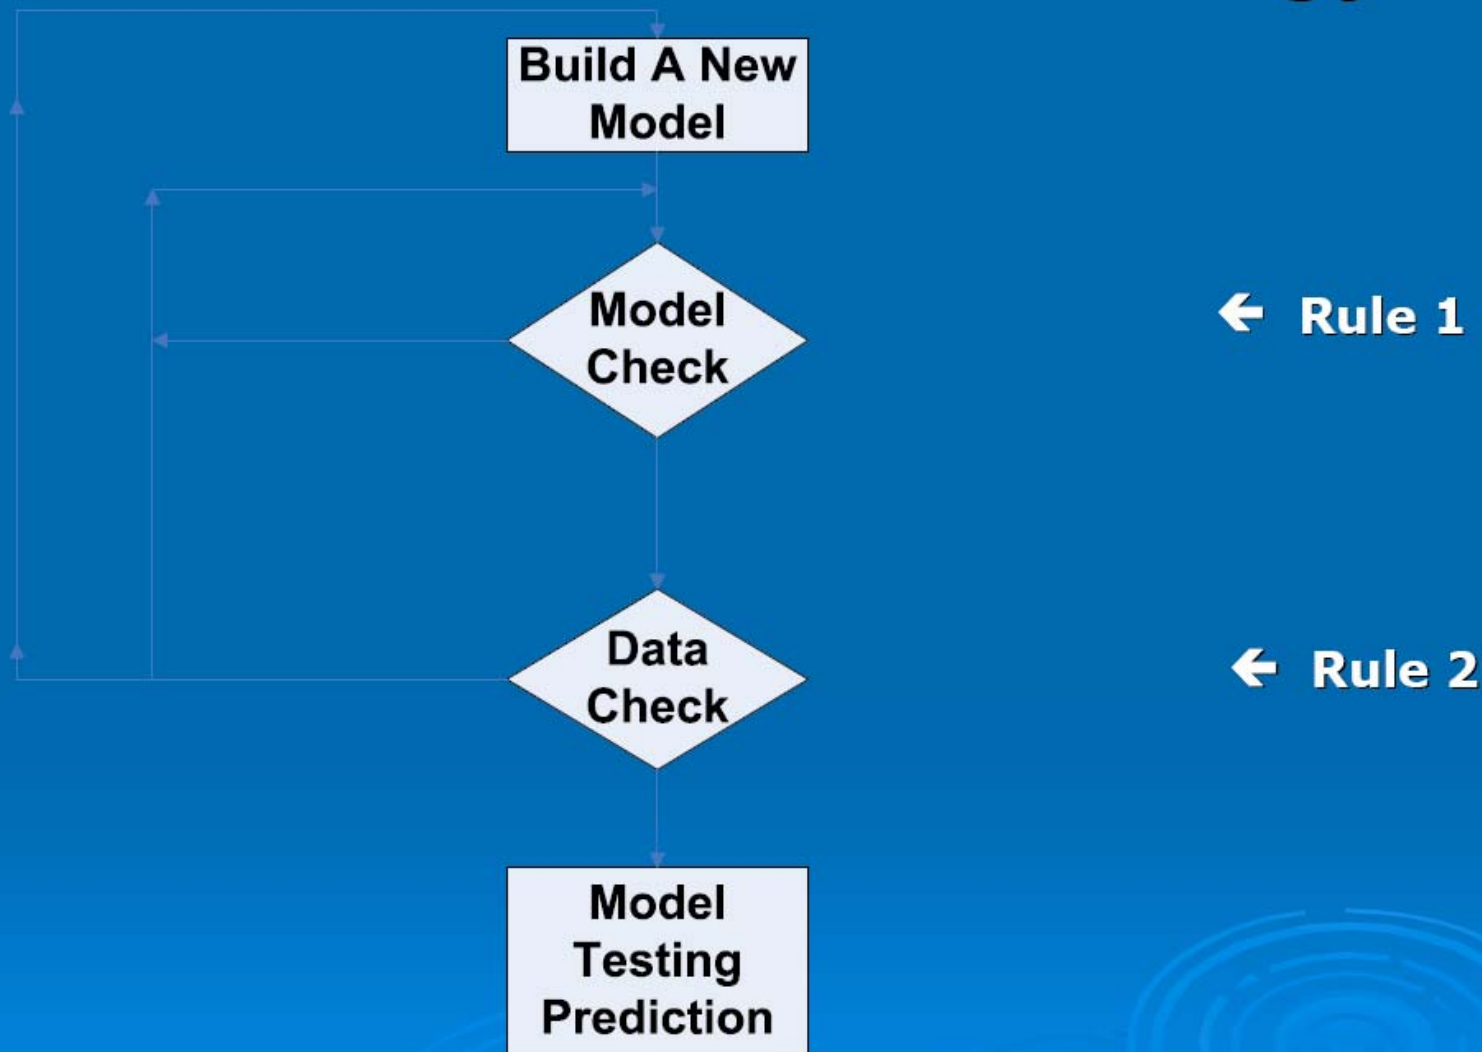 Build A New
Model
Model
Check
← Rule 1
Data
Check
← Rule 2
Model
Testing
Prediction